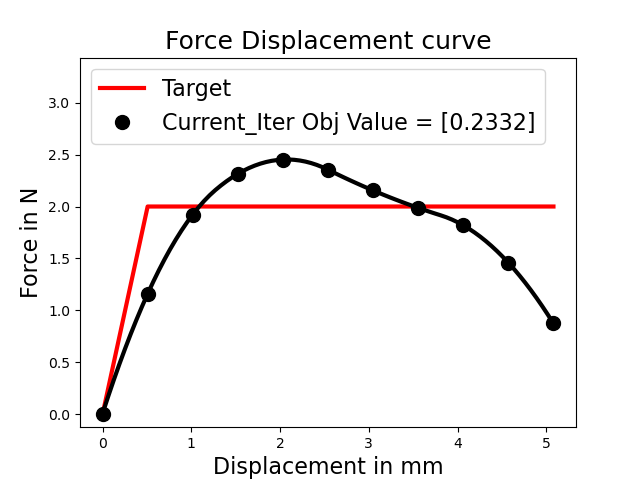 Force Displacement curve
Target
Current_Iter Obj Value = [0.2332]
3.0
2.5
2.0
1.5
1.0
0.5
0.0
Force in N
0 1 2 3 4 5
Displacement in mm